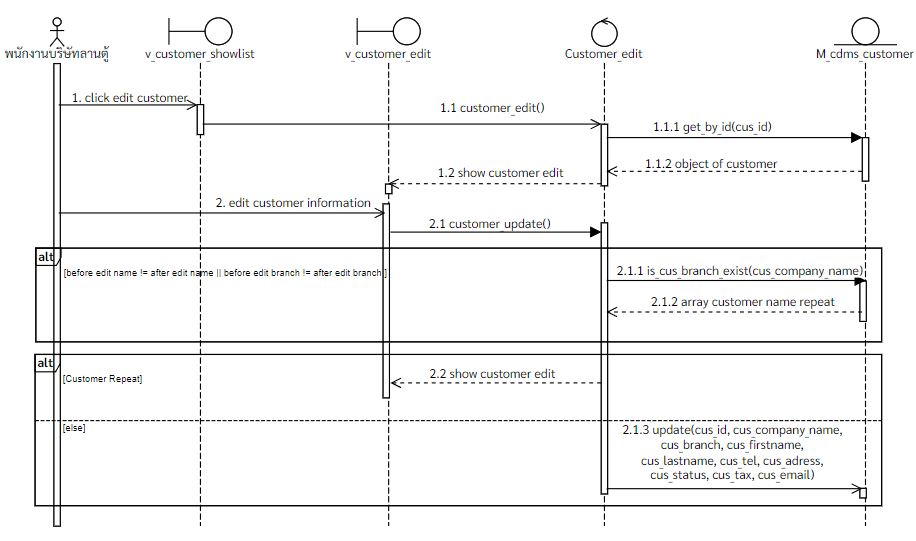 พนักงานบริษัทลานตู้
v_customer_showlist
v_customer_edit
Customer_edit
M_cdms_customer
1. click edit customer
1.1 customer_edit()
1.1.1 get_by_id(cus_id)
1.1.2 object of customer
1.2 show customer edit
2. edit customer information
2.1 customer_update()
alt
[before edit name != after edit name || before edit branch != after edit branch ]
2.1.1 is_cus_branch_exist(cus_company_name)
2.1.2 array customer name repeat
alt
[Customer Repeat]
2.2 show customer edit
[else]
2.1.3 update(cus_id, cus_company_name,
cus_branch, cus_firstname,
cus_lastname, cus_tel, cus_adress,
cus_status, cus_tax, cus_email)